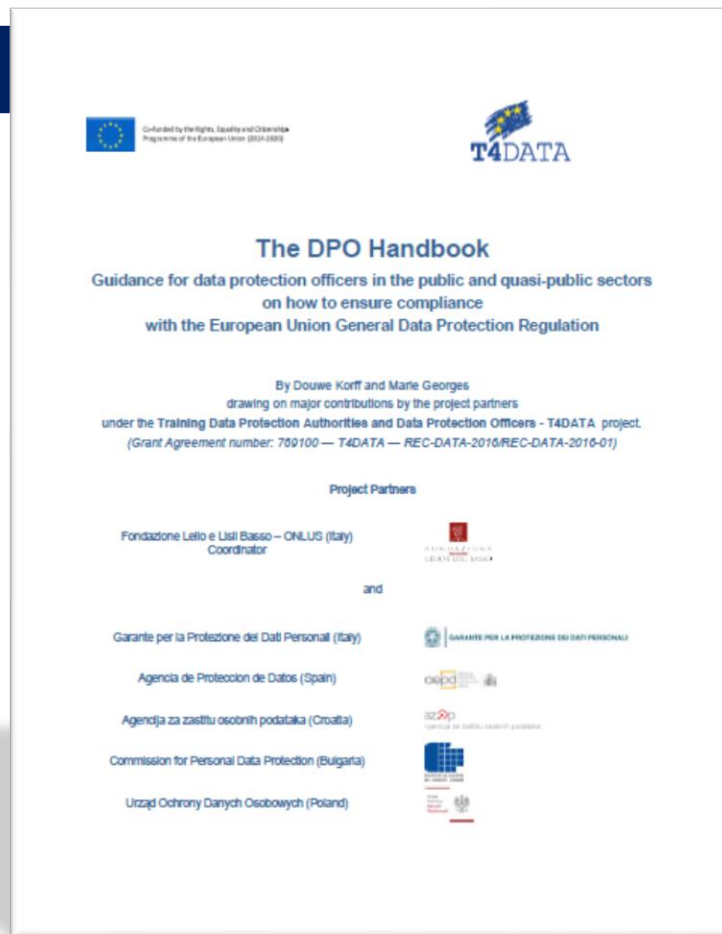 Co-funded by the Rights, Equality and Citizenship
Programme of the European Union (2014-2020)
T4DATA
The DPO Handbook
Guidance for data protection officers in the public and quasi-public sectors
on how to ensure compliance
with the European Union General Data Protection Regulation
By Douwe Korff and Marie Georges
drawing on major contributions by the project partners
under the Training Data Protection Authorities and Data Protection Officers - T4DATA project.
(Grant Agreement number: 769100 — T4DATA — REC-DATA-2016/REC-DATA-2016-01)
Project Partners
Fondazione Lelio e Lisli Basso – ONLUS (Italy)
Coordinator
FONDAZIONE
and
Garante per la Protezione dei Dati Personali (Italy)
GARANTE PER LA PROTEZIONE DEI DATI PERSONALI
Agencia de Proteccion de Datos (Spain)
aepd
Agencija za zastitu osobnih podataka (Croatia)
azop
agencija za zaštitu osobnih podataka
Commission for Personal Data Protection (Bulgaria)
Urząd Ochrony Danych Osobowych (Poland)